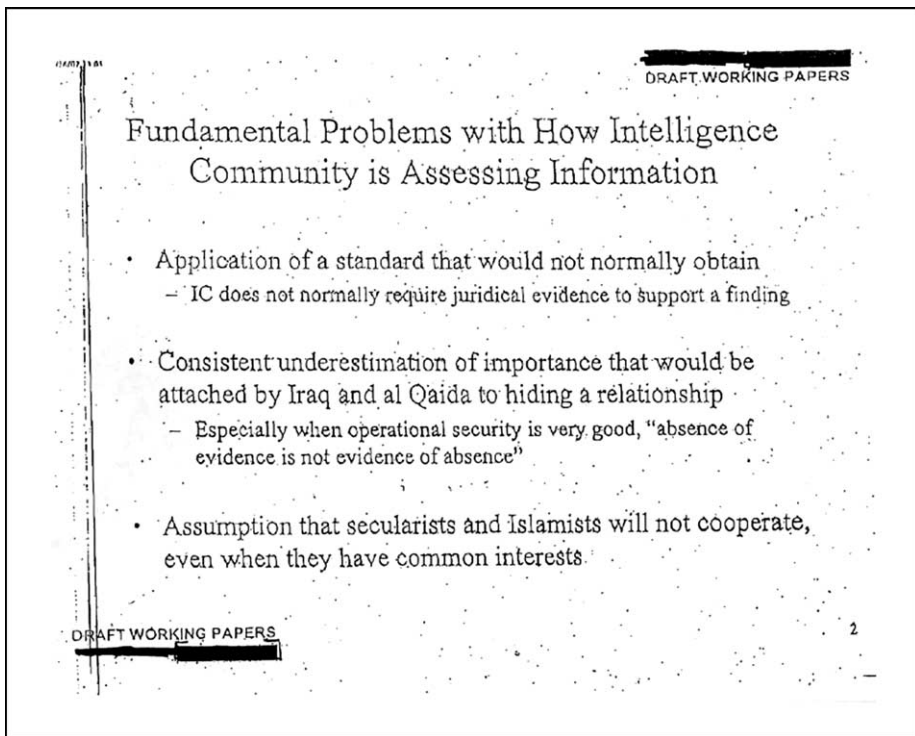 DRAFT WORKING PAPERS
Fundamental Problems with How Intelligence
Community is Assessing Information
• Application of a standard that would not normally obtain
– IC does not normally require juridical evidence to support a finding
• Consistent underestimation of importance that would be
attached by Iraq and al Qaida to hiding a relationship
– Especially when operational security is very good, “absence of
evidence is not evidence of absence”
• Assumption that secularists and Islamists will not cooperate,
even when they have common interests
DRAFT WORKING PAPERS
2